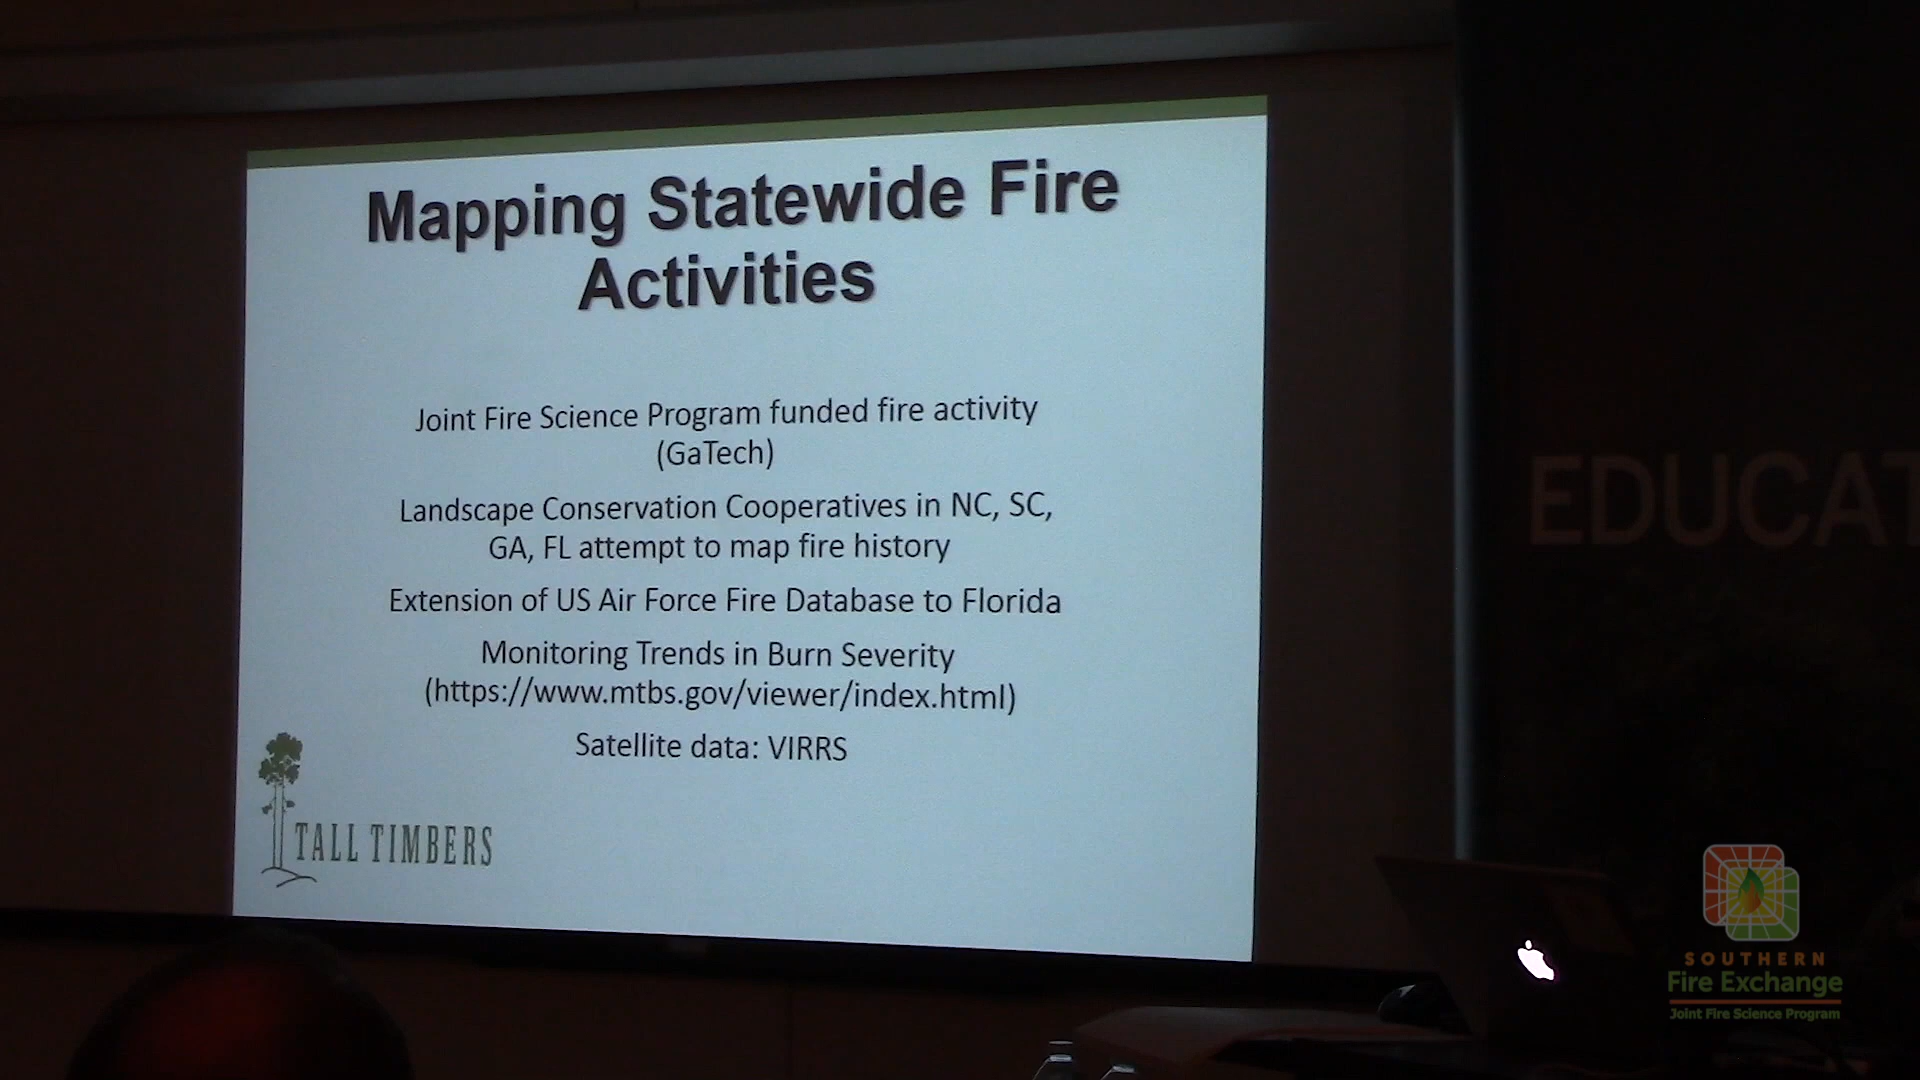 Mapping Statewide Fire
Activities
Joint Fire Science Program funded fire activity
(GaTech)
Landscape Conservation Cooperatives in NC, SC,
GA, FL attempt to map fire history
Extension of US Air Force Fire Database to Florida
Monitoring Trends in Burn Severity
(https://www.mtbs.gov/viewer/index.html)
Satellite data: VIRRS
TALL TIMBERS
EDUCAT
SOUTHERN
Fire Exchange
Joint Fire Science Program